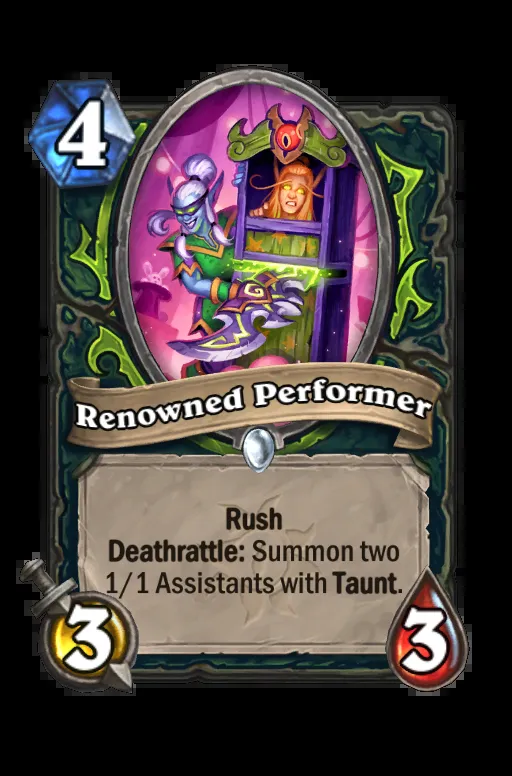 4
Renowned Performer
Rush
Deathrattle: Summon two
1/1 Assistants with Taunt.
3
3